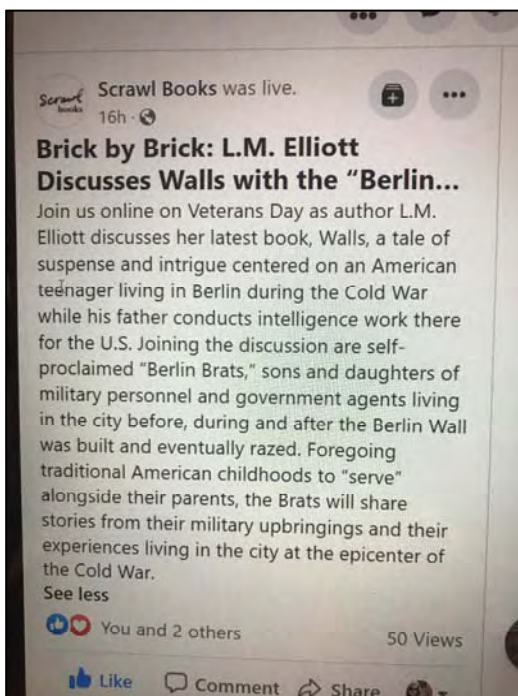 Scrawl books
Scrawl Books was live.
16h
Brick by Brick: L.M. Elliott
Discusses Walls with the “Berlin...
Join us online on Veterans Day as author L.M.
Elliott discusses her latest book, Walls, a tale of
suspense and intrigue centered on an American
teenager living in Berlin during the Cold War
while his father conducts intelligence work there
for the U.S. Joining the discussion are self-
proclaimed “Berlin Brats,” sons and daughters of
military personnel and government agents living
in the city before, during and after the Berlin Wall
was built and eventually razed. Foregoing
traditional American childhoods to “serve”
alongside their parents, the Brats will share
stories from their military upbringings and their
experiences living in the city at the epicenter of
the Cold War.
See less
You and 2 others
50 Views
Like
Comment
Share